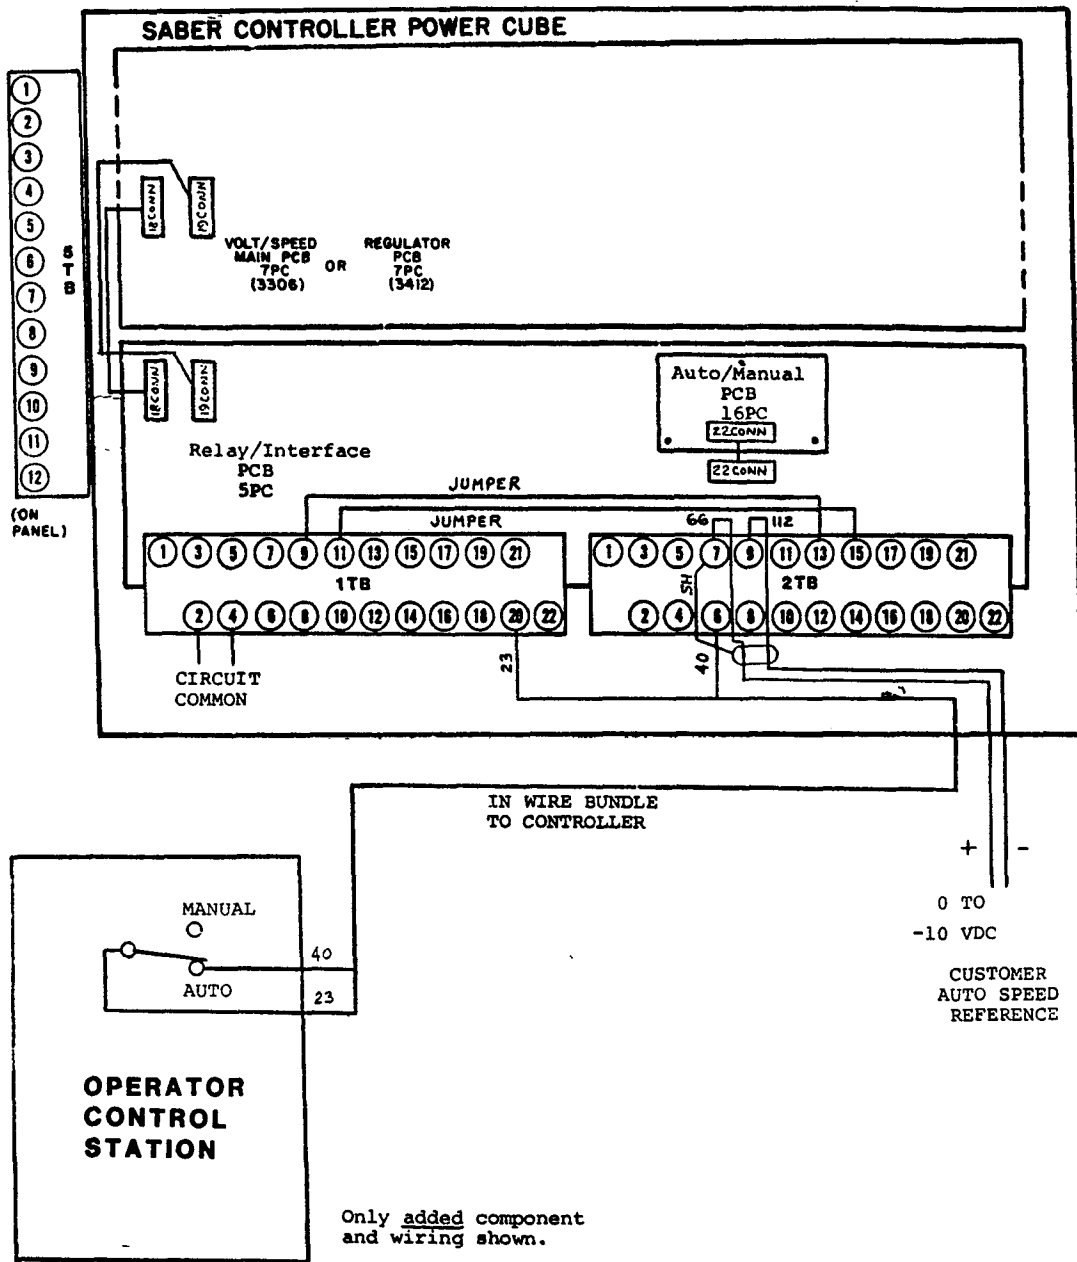 SABER CONTROLLER POWER CUBE
1
2
3
4
5
6
7
8
9
10
11
12
5TB
(ON
PANEL)
18CONN
19CONN
VOLT/SPEED
MAIN PCB
7PC
(3306)
OR
REGULATOR
PCB
7PC
(3412)
18CONN
19CONN
Relay/Interface
PCB
5PC
Auto/Manual
PCB
16PC
22CONN
22CONN
JUMPER
JUMPER
66
112
1 3 5 7 9 11 13 15 17 19 21
1TB
2 4 6 8 10 12 14 16 18 20 22
1 3 5 7 9 11 13 15 17 19 21
2TB
2 4 6 8 10 12 14 16 18 20 22
SH
CIRCUIT
COMMON
23
40
IN WIRE BUNDLE
TO CONTROLLER
+ -
0 TO
-10 VDC
CUSTOMER
AUTO SPEED
REFERENCE
MANUAL
AUTO
40
23
OPERATOR
CONTROL
STATION
Only added component
and wiring shown.